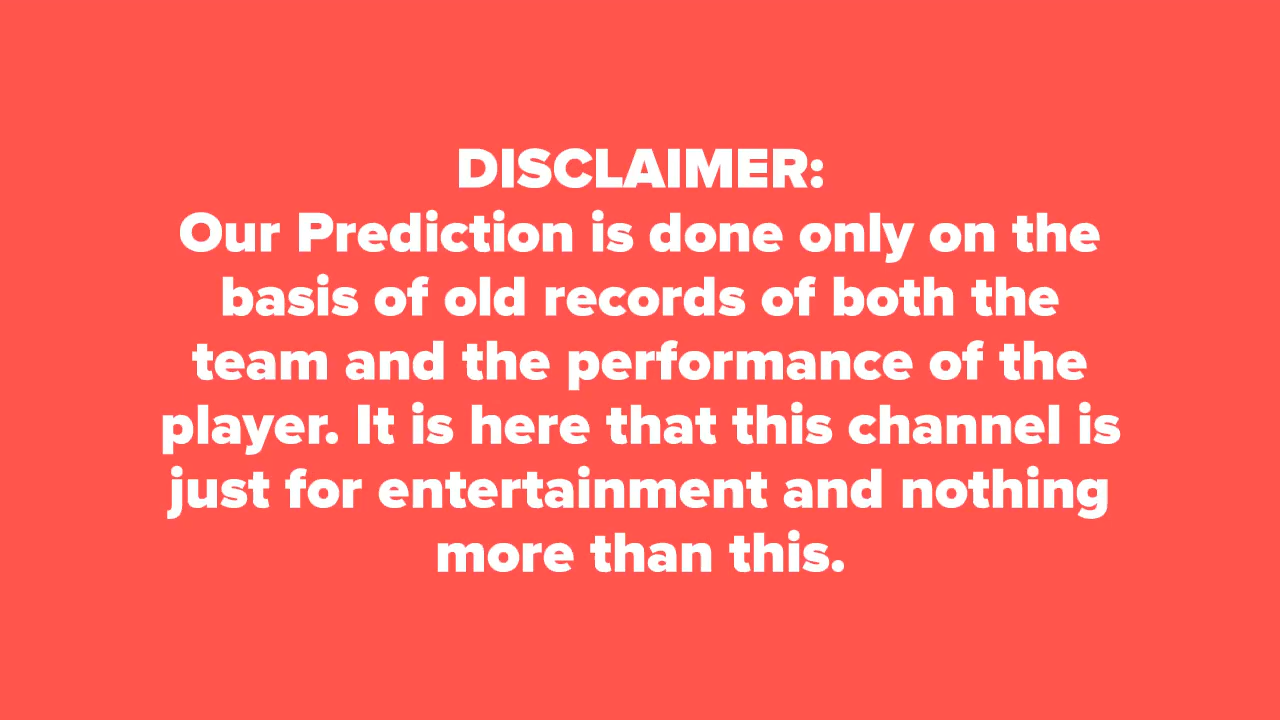 DISCLAIMER:
Our Prediction is done only on the
basis of old records of both the
team and the performance of the
player. It is here that this channel is
just for entertainment and nothing
more than this.